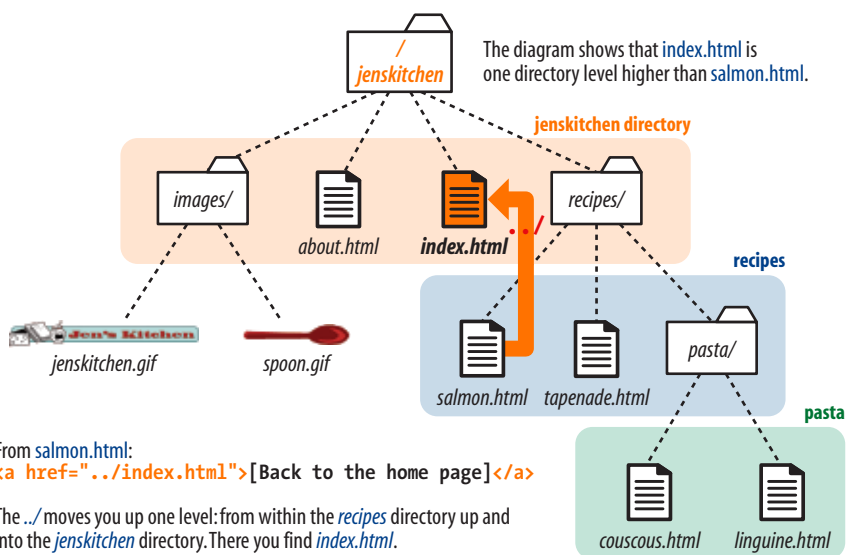 /
jenskitchen
The diagram shows that index.html is
one directory level higher than salmon.html.
jenskitchen directory
images/
about.html
index.html
../
recipes/
recipes
Jen's Kitchen
jenskitchen.gif
spoon.gif
salmon.html
tapenade.html
pasta/
pasta
From salmon.html:
<a href="../index.html">[Back to the home page]</a>
The ../ moves you up one level: from within the recipes directory up and
into the jenskitchen directory. There you find index.html.
couscous.html
linguine.html